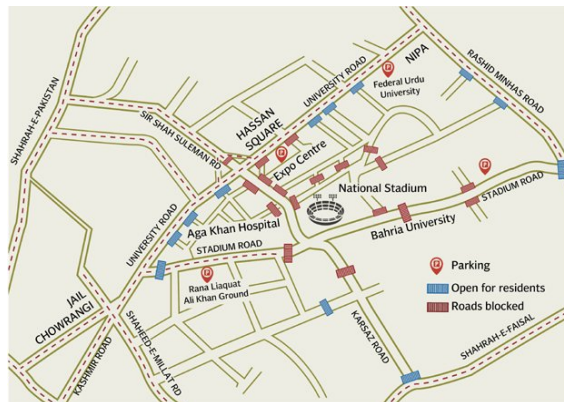 SHAHRAH-E-PAKISTAN
SIR SHAH SULEMAN RD
HASSAN
SQUARE
UNIVERSITY ROAD
NIPA
RASHID MINHAS ROAD
Federal Urdu
University
Expo Centre
National Stadium
STADIUM ROAD
Bahria University
Aga Khan Hospital
STADIUM ROAD
UNIVERSITY ROAD
Rana Liaquat
Ali Khan Ground
JAIL
CHOWRANGI
KASHMIR ROAD
SHAHEED-E-MILLAT RD
KARSAZ ROAD
SHAHRAH-E-FAISAL
P Parking
Open for residents
Roads blocked
P
P
P
P